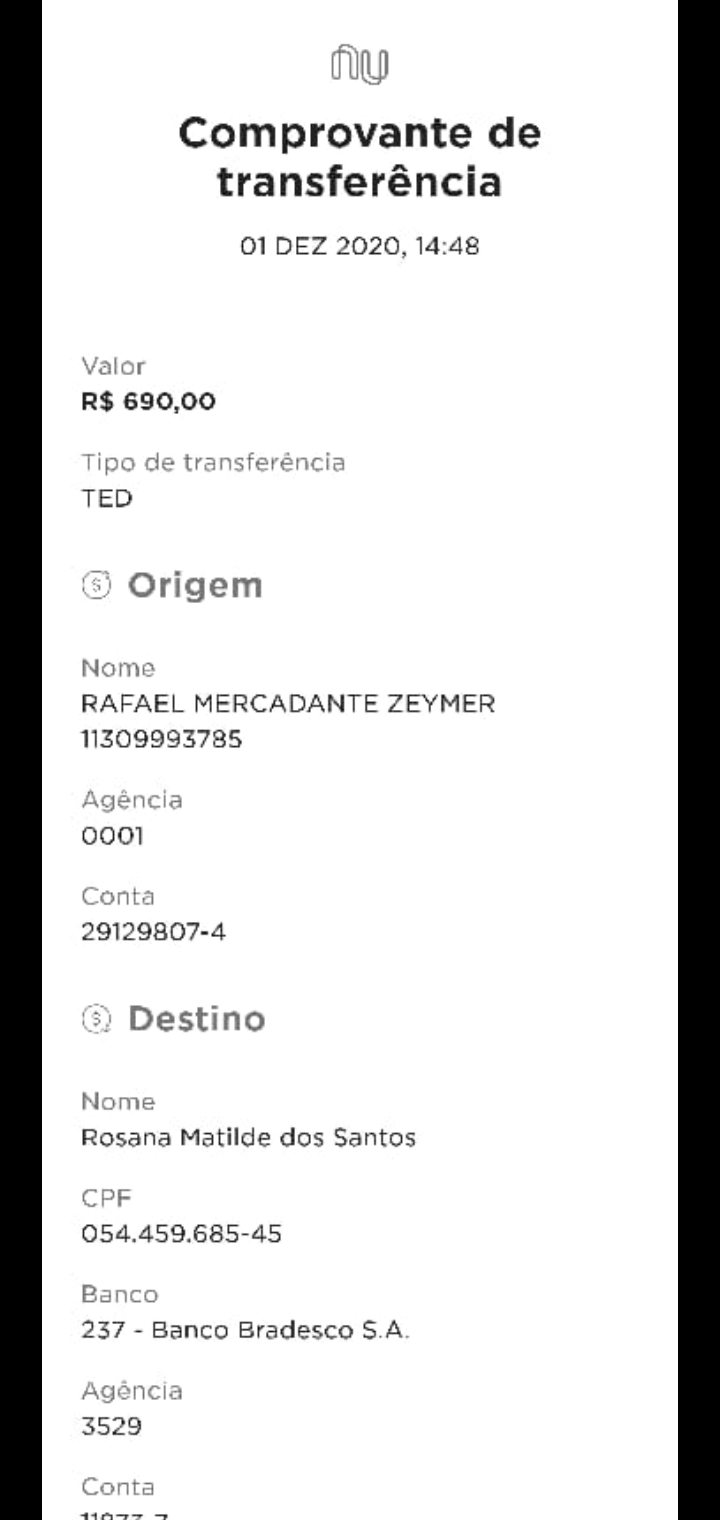 nu
Comprovante de
transferência
01 DEZ 2020, 14:48
Valor
R$ 690,00
Tipo de transferência
TED
Origem
Nome
RAFAEL MERCADANTE ZEYMER
11309993785
Agência
0001
Conta
29129807-4
Destino
Nome
Rosana Matilde dos Santos
CPF
054.459.685-45
Banco
237 - Banco Bradesco S.A.
Agência
3529
Conta